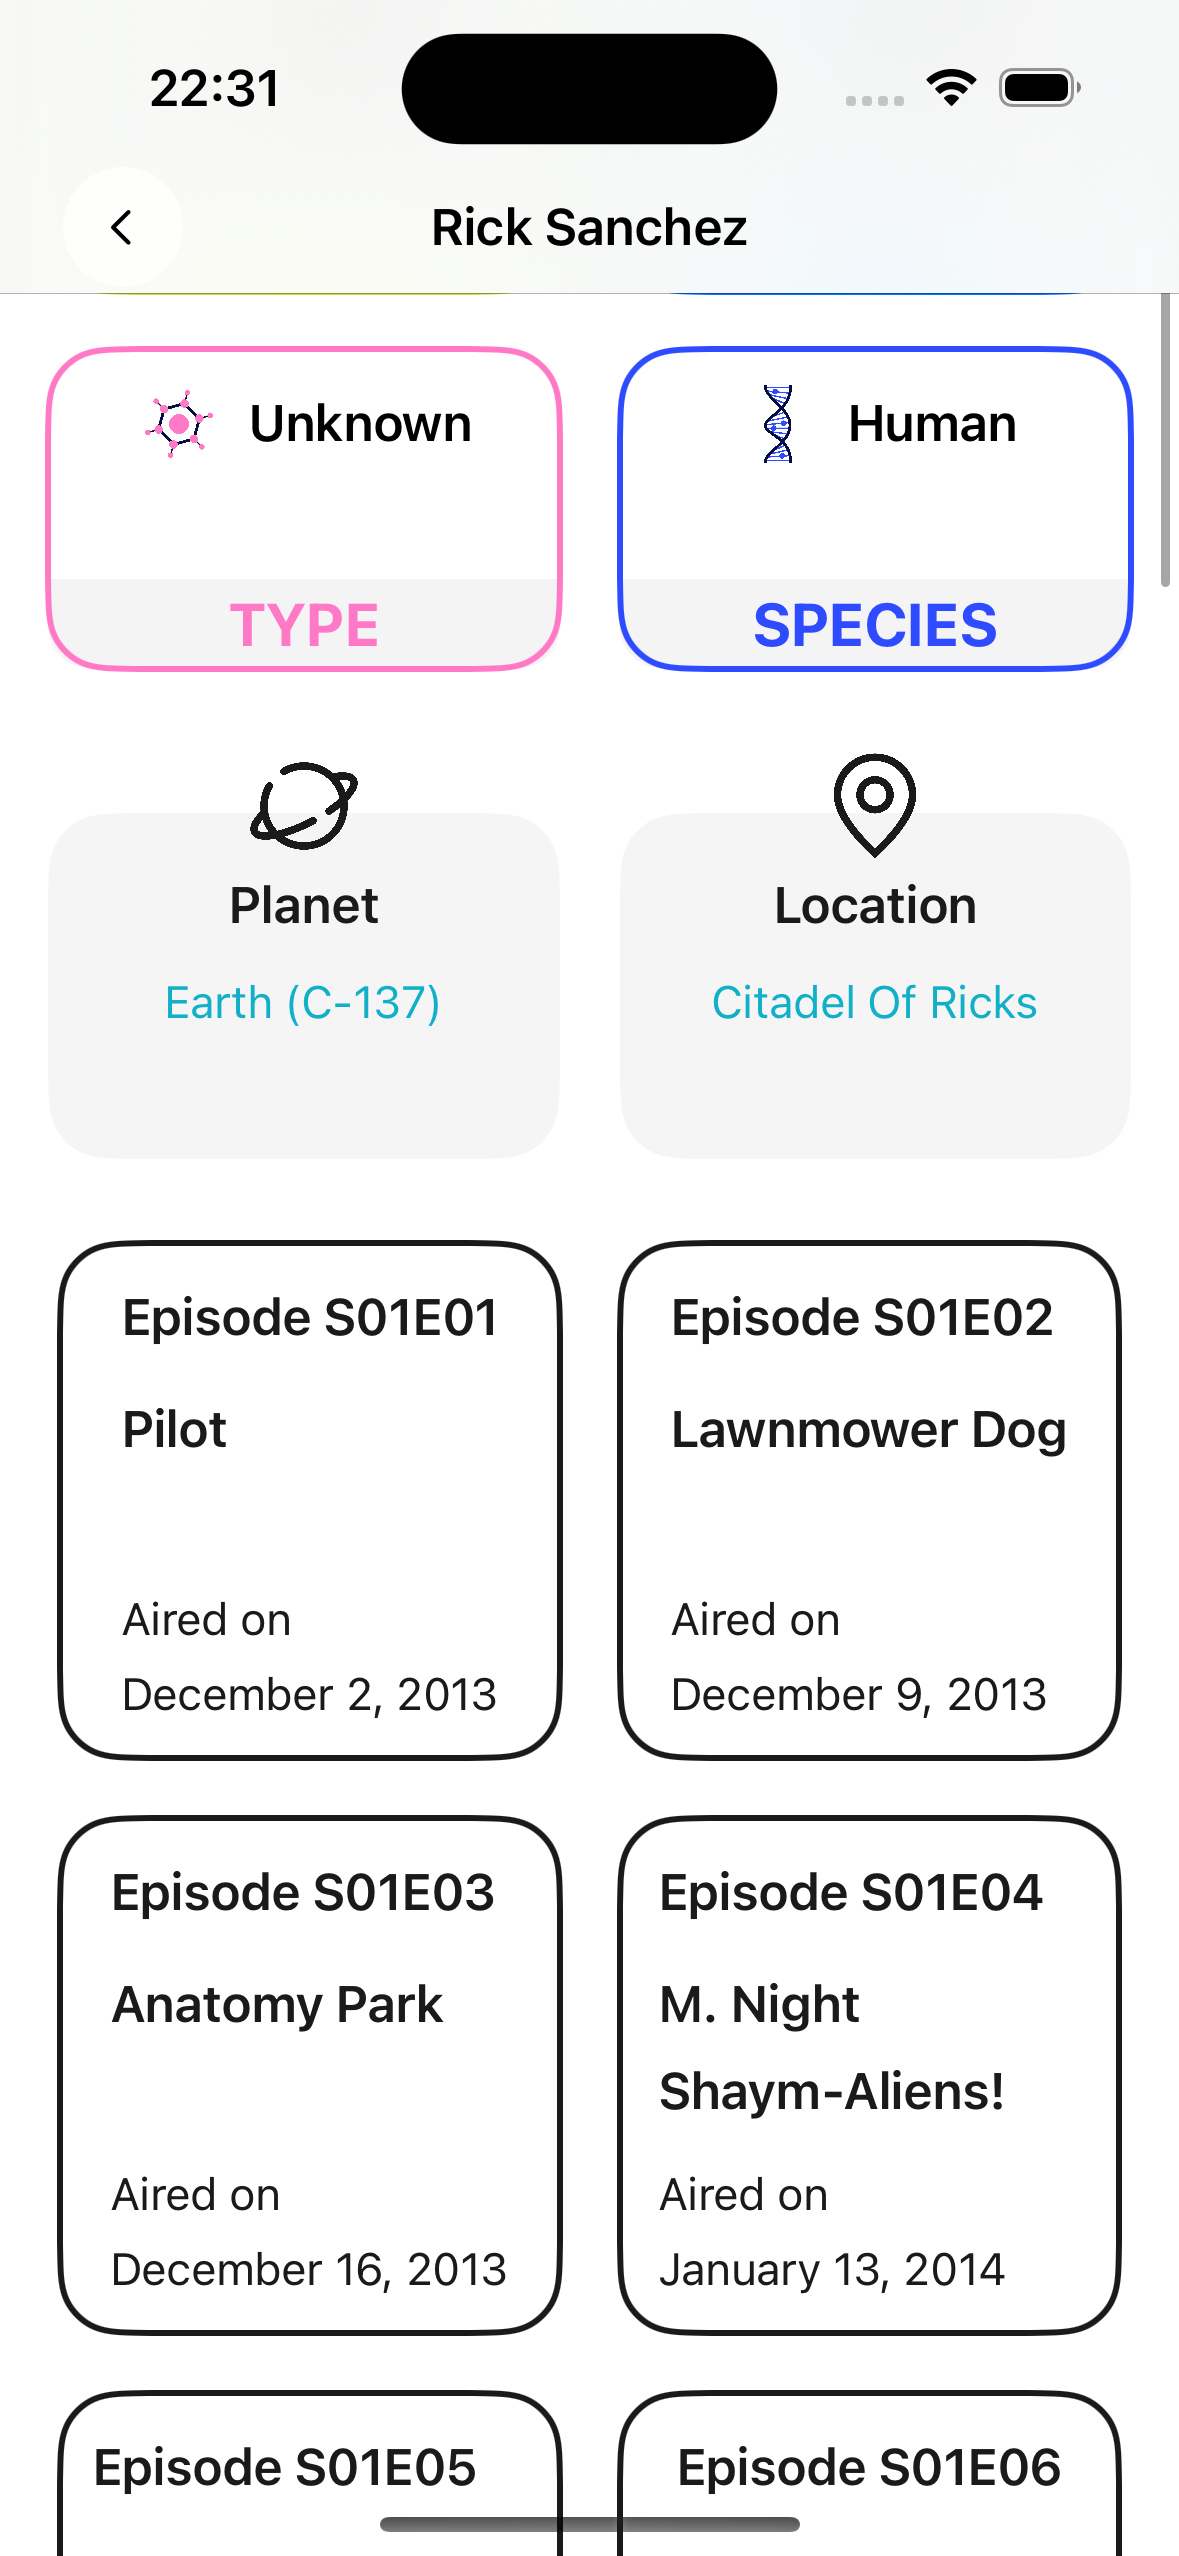 22:31
Rick Sanchez
Unknown
Human
TYPE
SPECIES
Planet
Location
Earth (C-137)
Citadel Of Ricks
Episode S01E01
Pilot
Aired on
December 2, 2013
Episode S01E02
Lawnmower Dog
Aired on
December 9, 2013
Episode S01E03
Anatomy Park
Aired on
December 16, 2013
Episode S01E04
M. Night
Shaym-Aliens!
Aired on
January 13, 2014
Episode S01E05
Episode S01E06